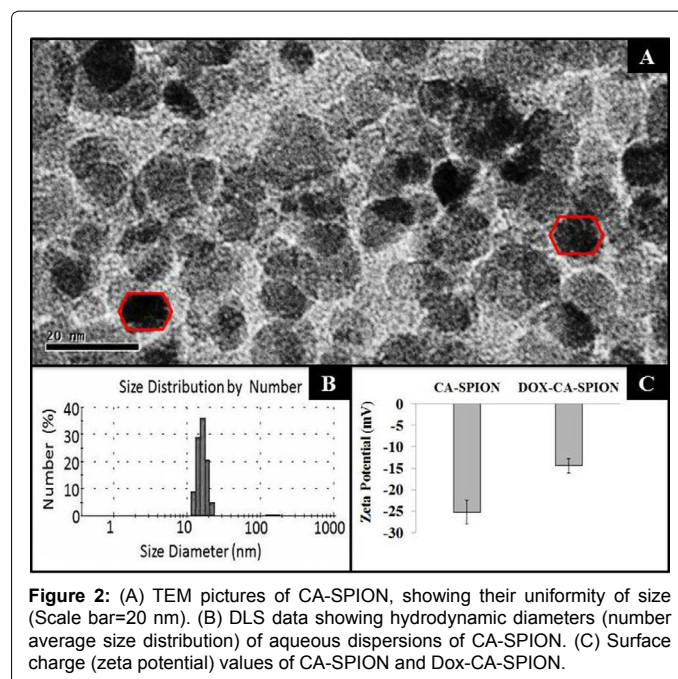 A
20 nm
Size Distribution by Number
B
40
30
20
10
0
Number (%)
1 10 100 1000
Size Diameter (nm)
C
CA-SPION DOX-CA-SPION
0
-5
-10
-15
-20
-25
-30
Zeta Potential (mV)
Figure 2: (A) TEM pictures of CA-SPION, showing their uniformity of size
(Scale bar=20 nm). (B) DLS data showing hydrodynamic diameters (number
average size distribution) of aqueous dispersions of CA-SPION. (C) Surface
charge (zeta potential) values of CA-SPION and Dox-CA-SPION.